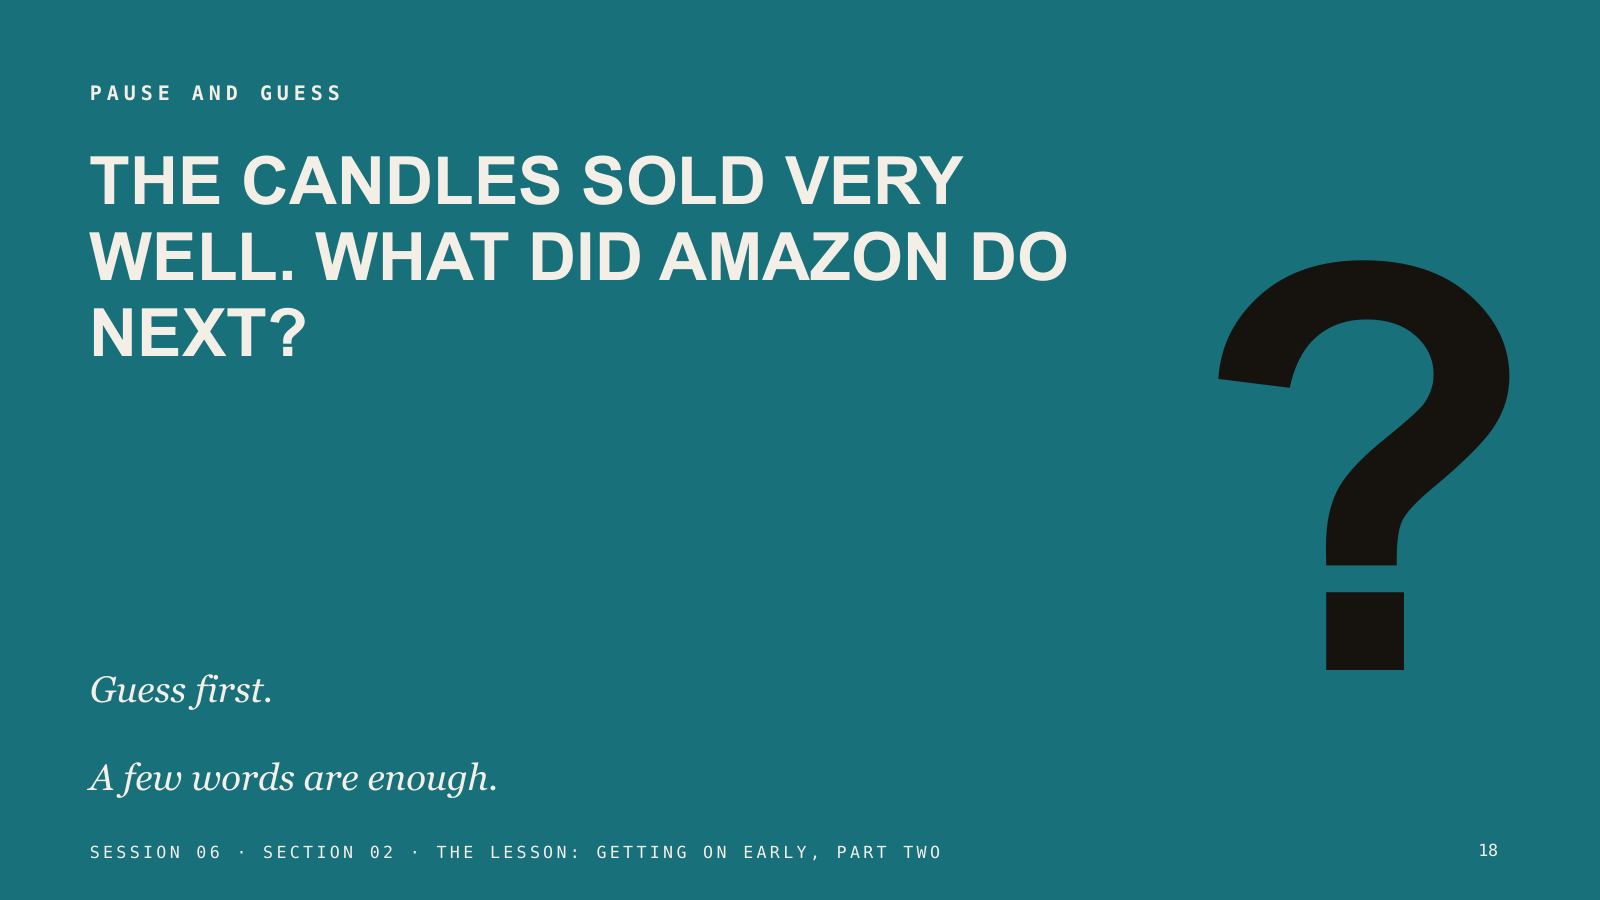 PAUSE AND GUESS
THE CANDLES SOLD VERY
WELL. WHAT DID AMAZON DO
NEXT?
?
Guess first.
A few words are enough.
SESSION 06 · SECTION 02 · THE LESSON: GETTING ON EARLY, PART TWO
18